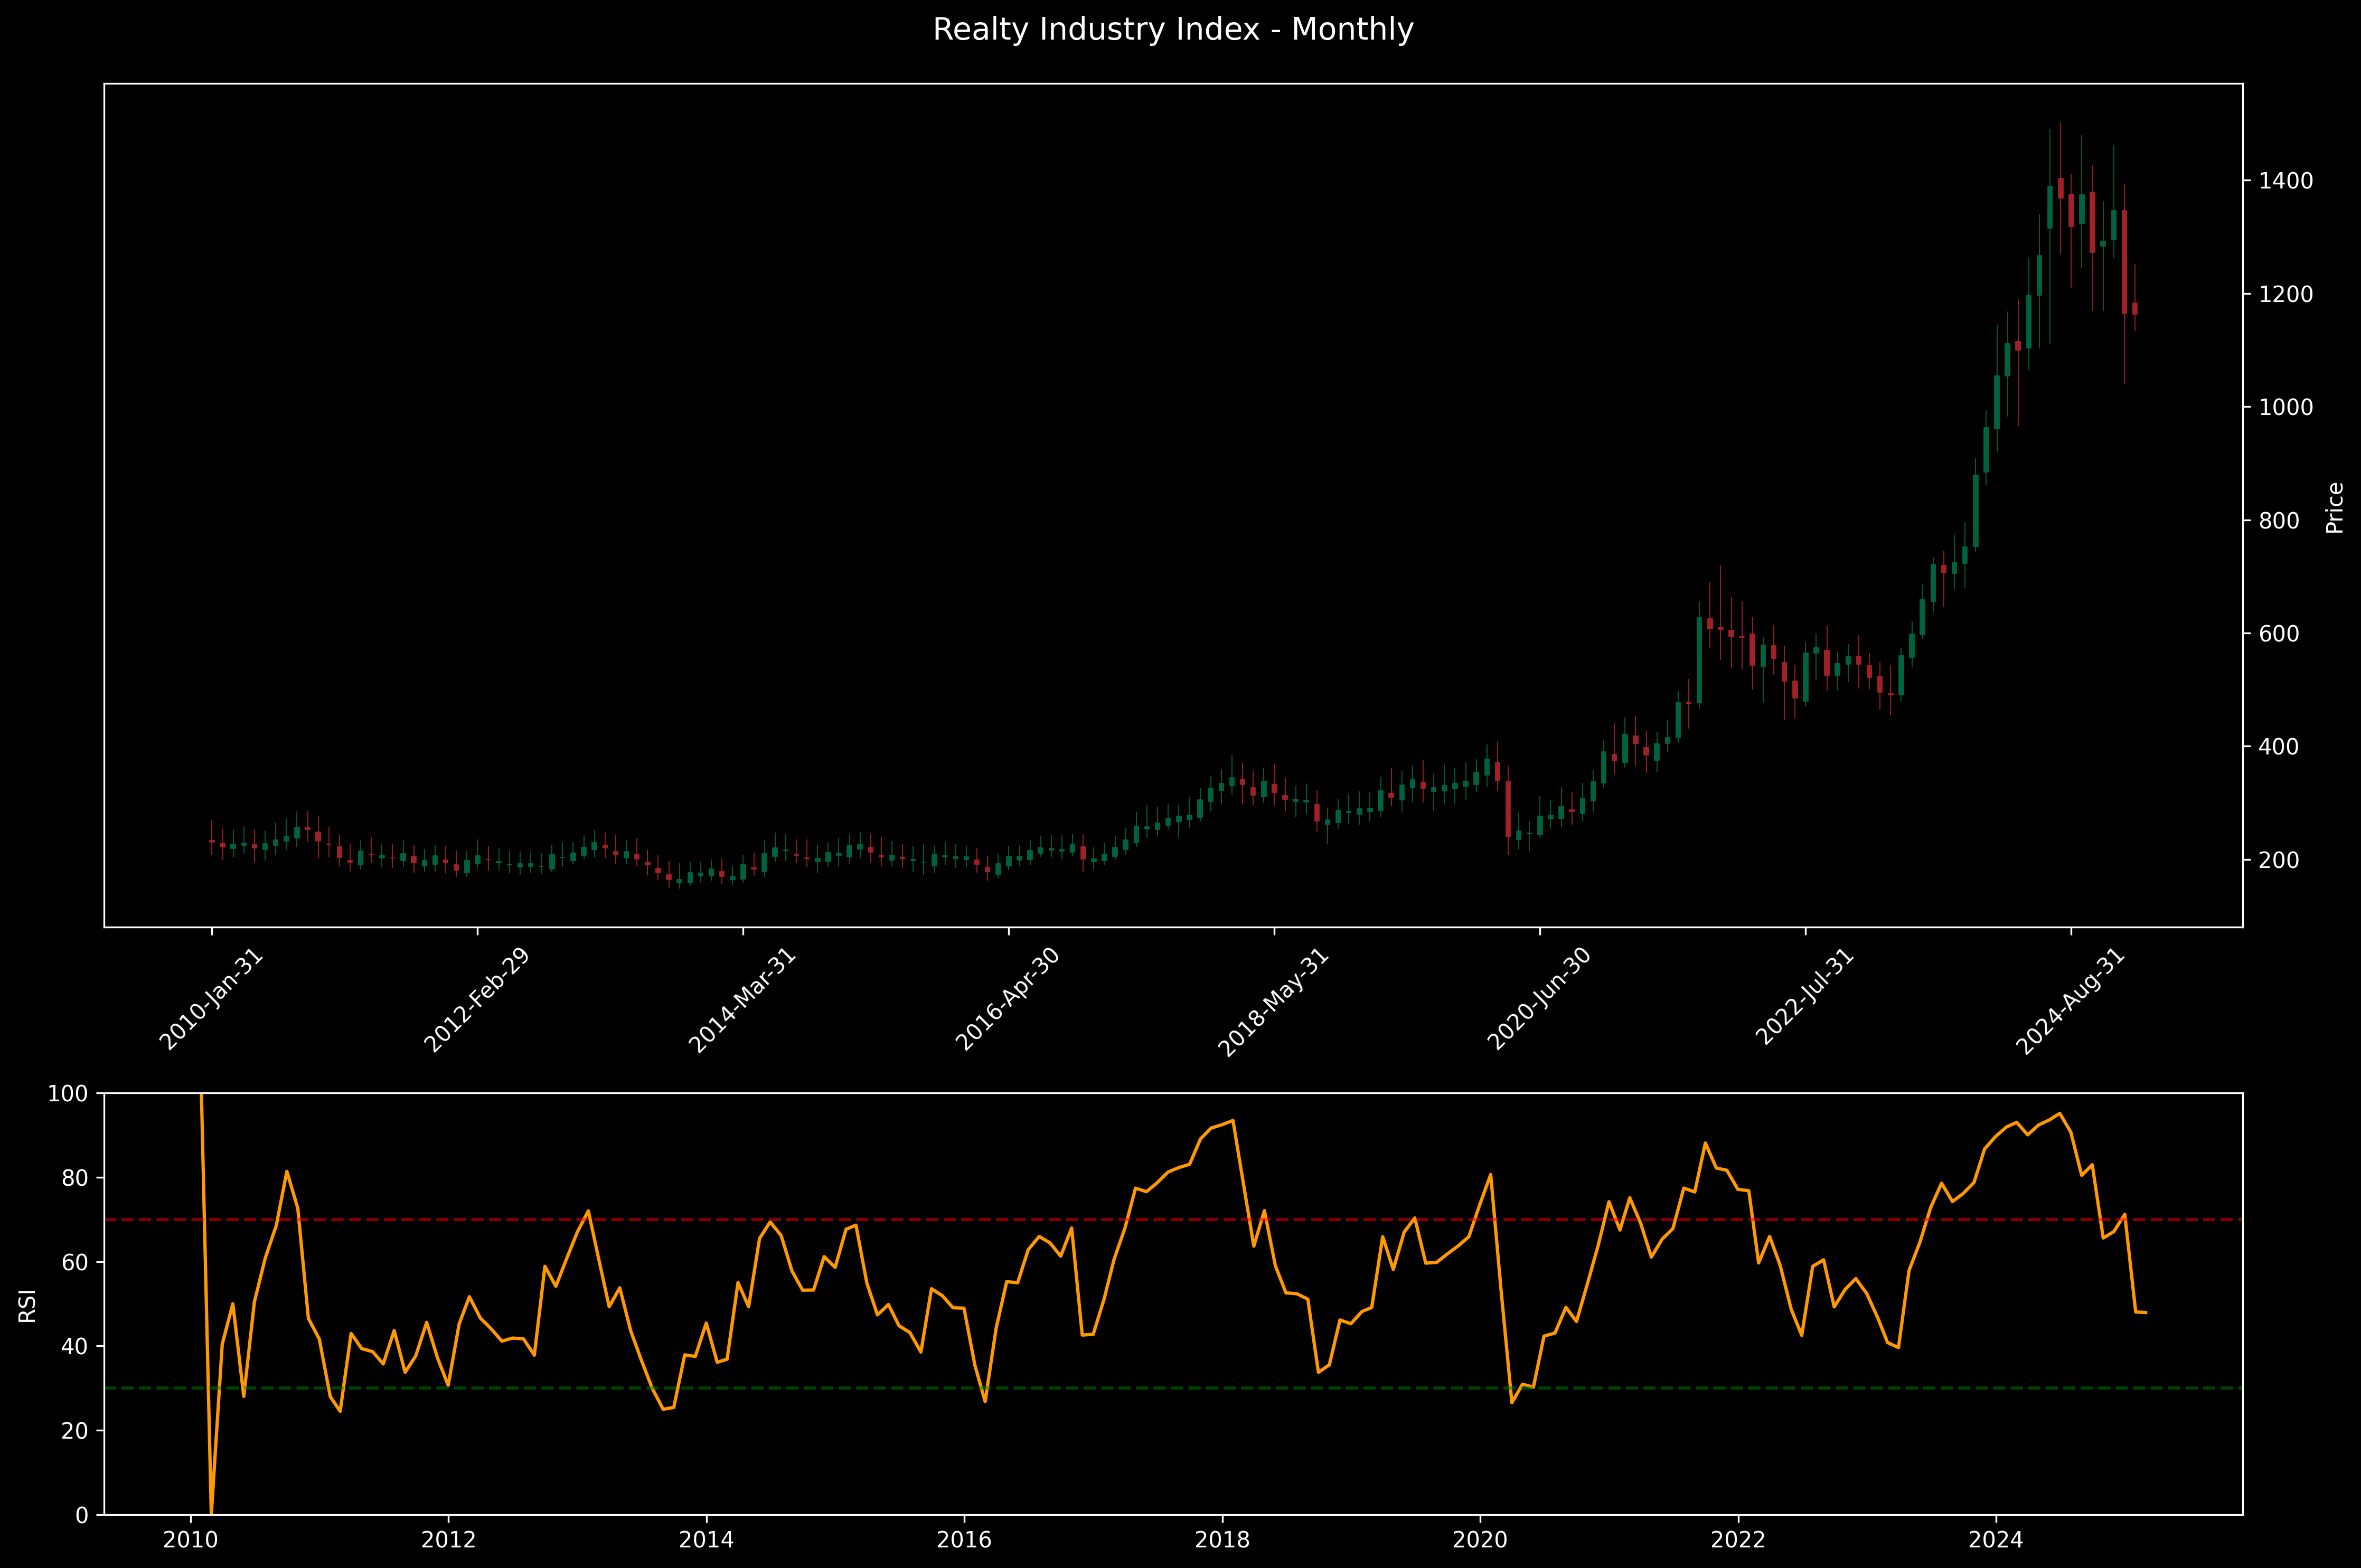 Realty Industry Index - Monthly
1400
1200
1000
800
600
400
200
Price
2010-Jan-31
2012-Feb-29
2014-Mar-31
2016-Apr-30
2018-May-31
2020-Jun-30
2022-Jul-31
2024-Aug-31
100
80
60
40
20
0
RSI
2010
2012
2014
2016
2018
2020
2022
2024